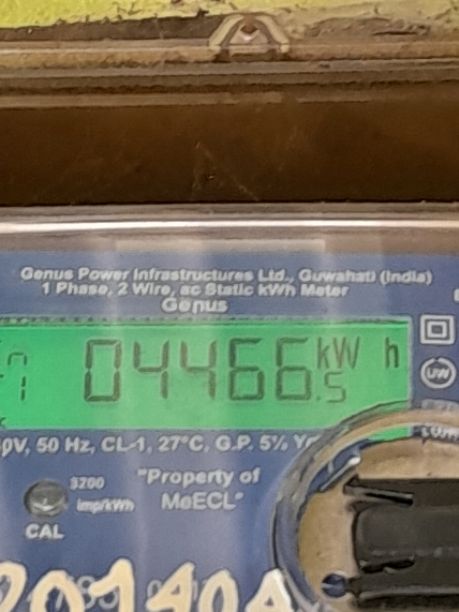 Genus Power Infrastructures Ltd., Guwahati (India)
1 Phase, 2 Wire, ac Static kWh Meter
Genus
04466.5 kW h
50 Hz, CL-1, 27°C, G.P. 5%
3200
imp/kWh
"Property of
MeECL"
CAL